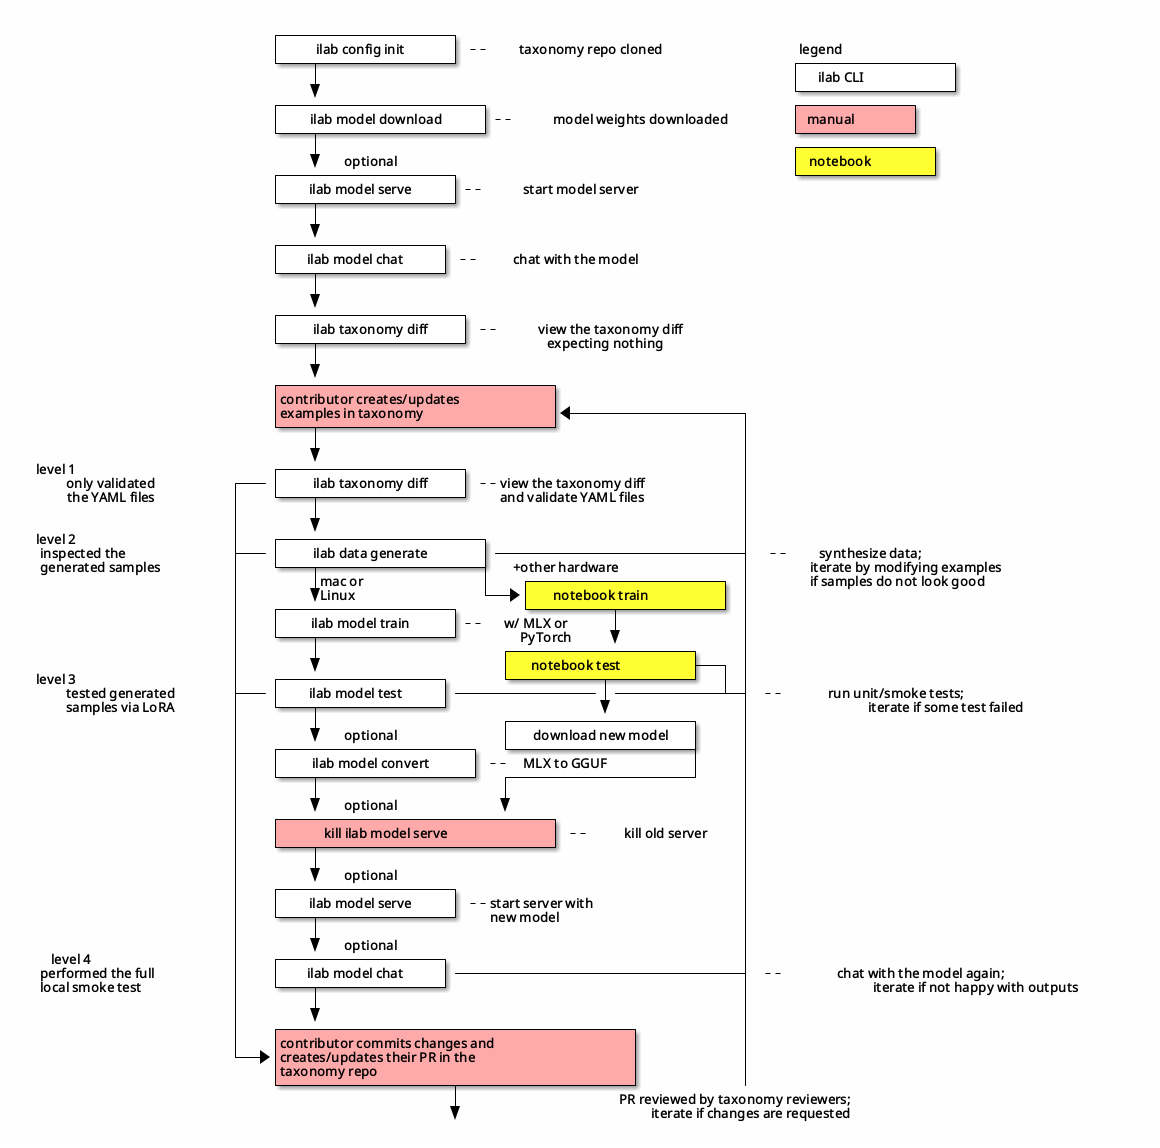 ilab config init
-- taxonomy repo cloned
legend
ilab CLI
ilab model download
-- model weights downloaded
manual
optional
notebook
ilab model serve
-- start model server
ilab model chat
-- chat with the model
ilab taxonomy diff
-- view the taxonomy diff
expecting nothing
contributor creates/updates
examples in taxonomy
level 1
only validated
the YAML files
ilab taxonomy diff
-- view the taxonomy diff
and validate YAML files
level 2
inspected the
generated samples
ilab data generate
-- synthesize data;
iterate by modifying examples
if samples do not look good
+other hardware
mac or
Linux
notebook train
ilab model train
-- w/ MLX or
PyTorch
notebook test
level 3
tested generated
samples via LoRA
ilab model test
-- run unit/smoke tests;
iterate if some test failed
optional
download new model
ilab model convert
-- MLX to GGUF
optional
kill ilab model serve
-- kill old server
optional
ilab model serve
-- start server with
new model
optional
level 4
performed the full
local smoke test
ilab model chat
-- chat with the model again;
iterate if not happy with outputs
contributor commits changes and
creates/updates their PR in the
taxonomy repo
PR reviewed by taxonomy reviewers;
iterate if changes are requested